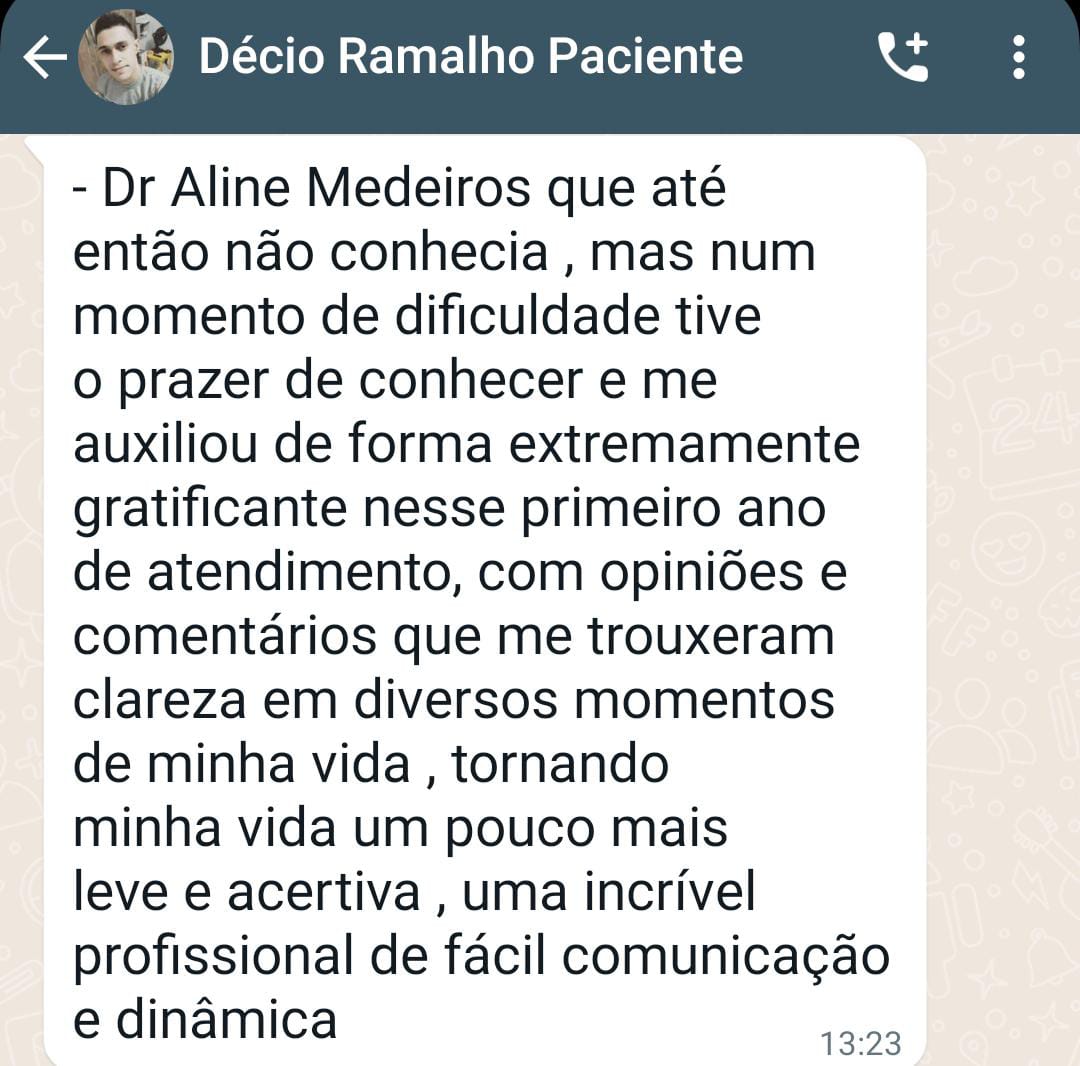 Décio Ramalho Paciente
- Dr Aline Medeiros que até
então não conhecia , mas num
momento de dificuldade tive
o prazer de conhecer e me
auxiliou de forma extremamente
gratificante nesse primeiro ano
de atendimento, com opiniões e
comentários que me trouxeram
clareza em diversos momentos
de minha vida , tornando
minha vida um pouco mais
leve e acertiva , uma incrível
profissional de fácil comunicação
e dinâmica
13:23
24